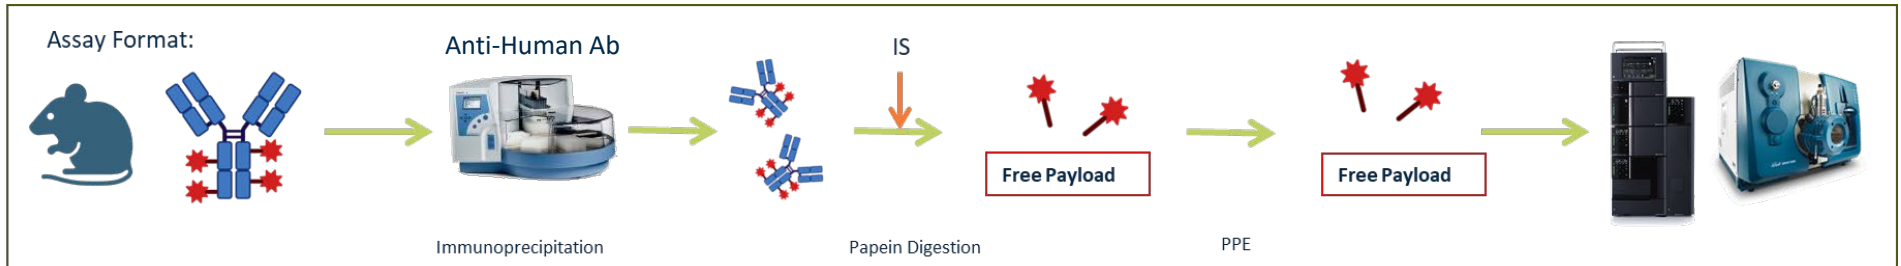 Assay Format:
Anti-Human Ab
IS
Free Payload
Free Payload
Immunoprecipitation
Papein Digestion
PPE